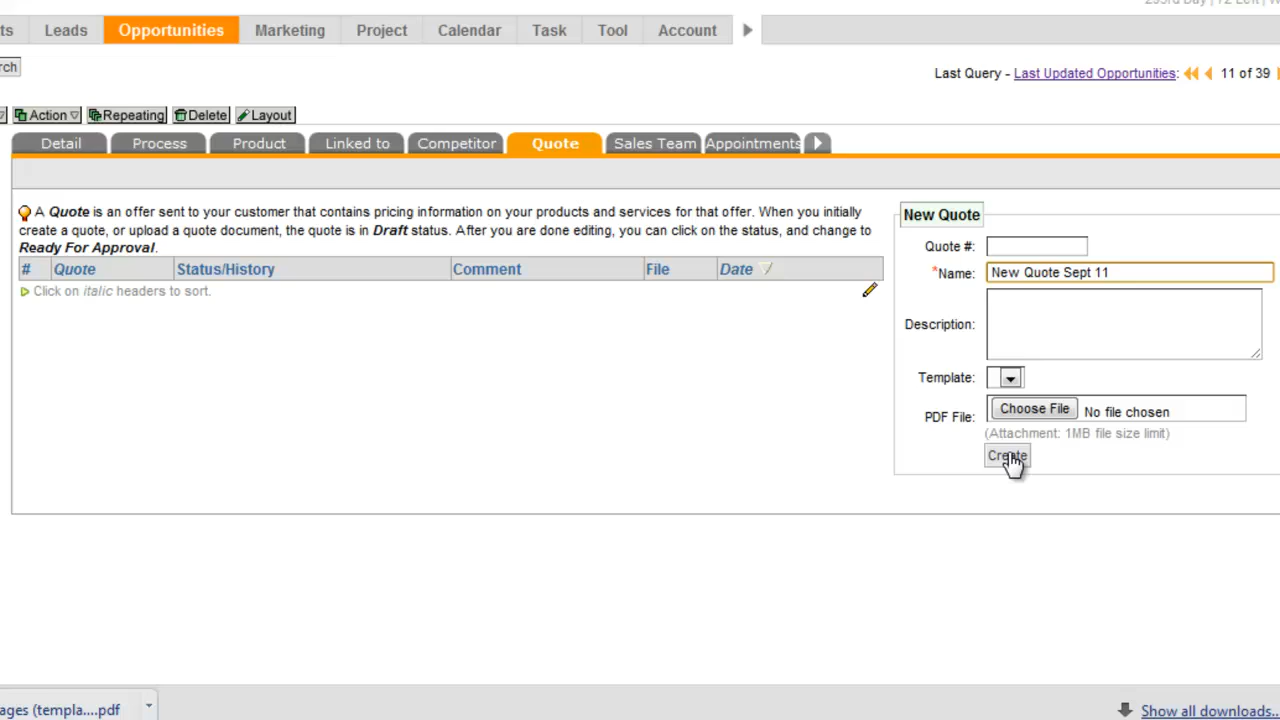 Leads Opportunities Marketing Project Calendar Task Tool Account
Last Query - Last Updated Opportunities: 11 of 39
Action Repeating Delete Layout
Detail Process Product Linked to Competitor Quote Sales Team Appointments
A Quote is an offer sent to your customer that contains pricing information on your products and services for that offer. When you initially
create a quote, or upload a quote document, the quote is in Draft status. After you are done editing, you can click on the status, and change to
Ready For Approval.
# Quote Status/History Comment File Date
Click on italic headers to sort.
New Quote
Quote #:
*Name: New Quote Sept 11
Description:
Template:
PDF File: Choose File No file chosen
(Attachment: 1MB file size limit)
Create
ages (templa....pdf
Show all downloads...